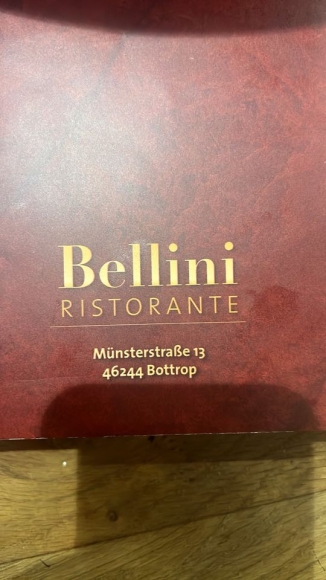 Bellini
RISTORANTE
Münsterstraße 13
46244 Bottrop